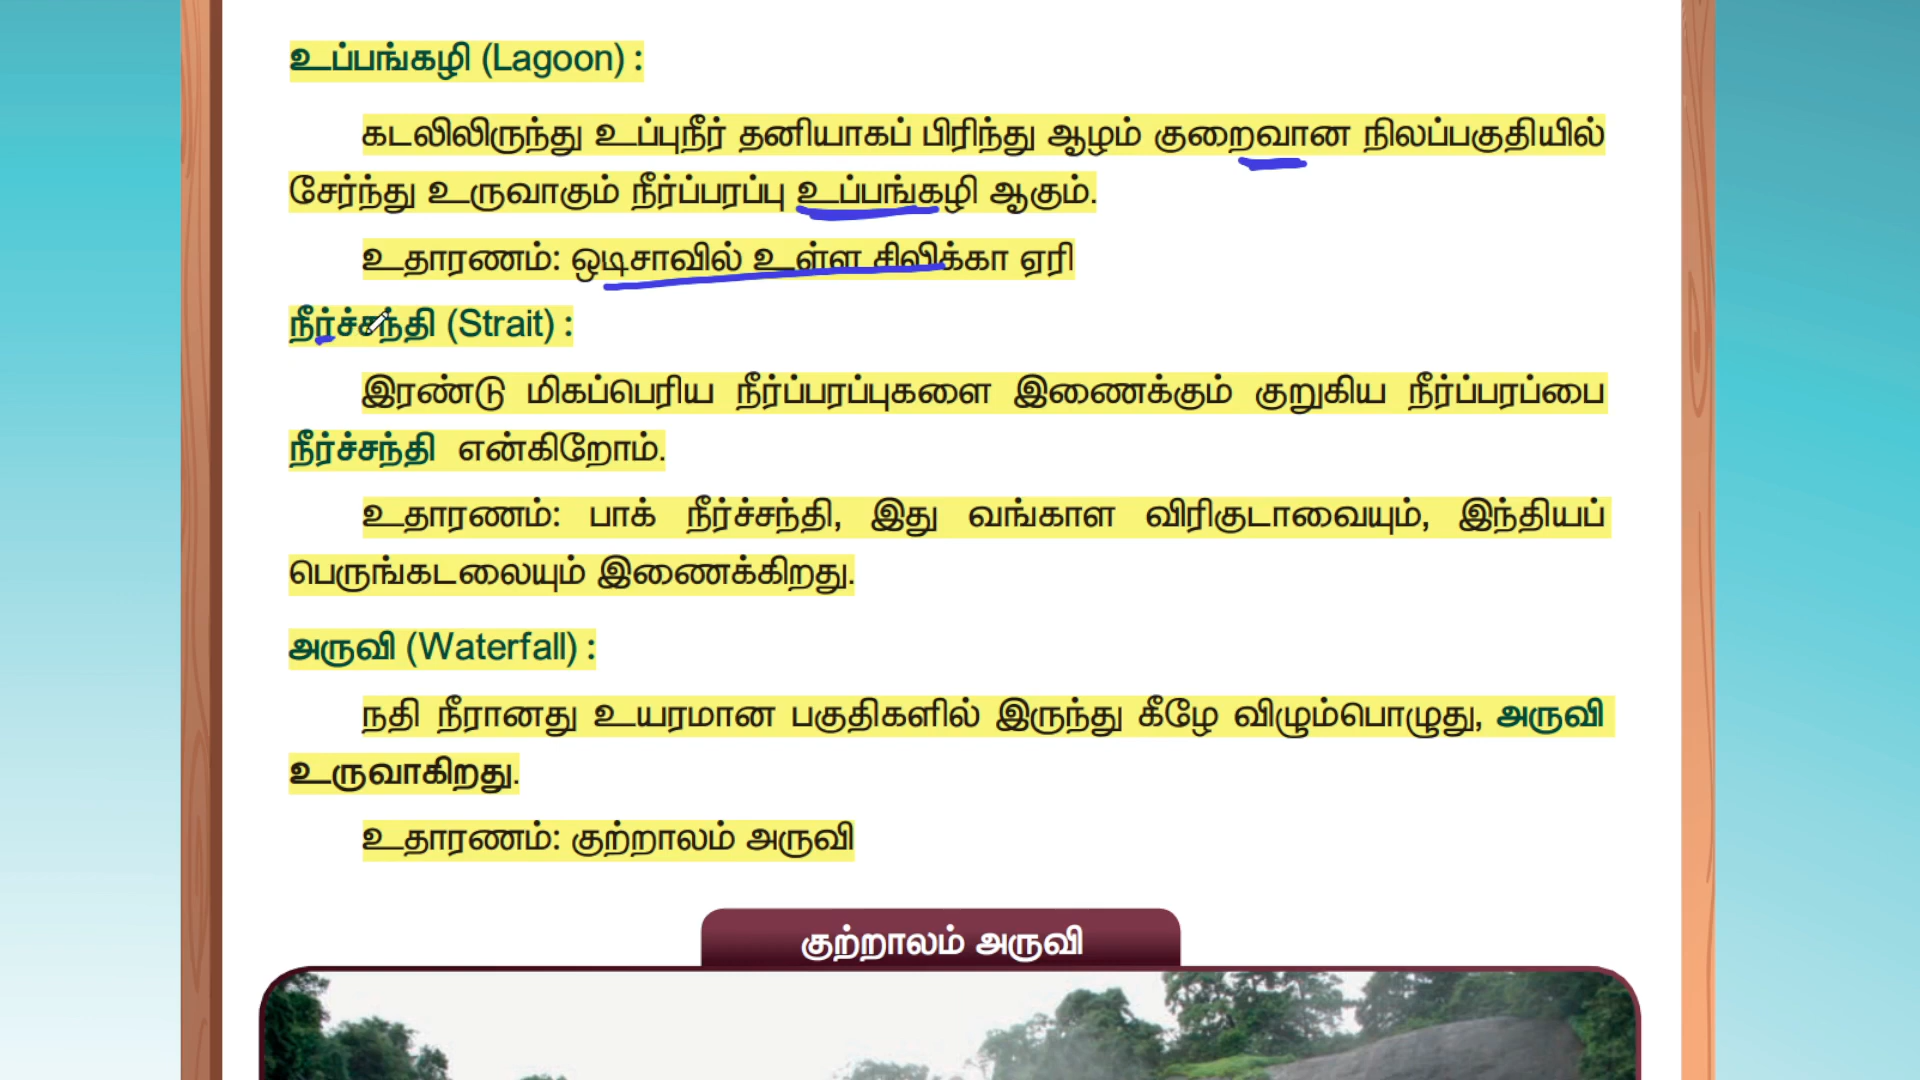 உப்பங்கழி (Lagoon) :
கடலிலிருந்து உப்புநீர் தனியாகப் பிரிந்து ஆழம் குறைவான நிலப்பகுதியில்
சேர்ந்து உருவாகும் நீர்ப்பரப்பு உப்பங்கழி ஆகும்.
உதாரணம்: ஒடிசாவில் உள்ள சிலிக்கா ஏரி
நீர்ச்சந்தி (Strait) :
இரண்டு மிகப்பெரிய நீர்ப்பரப்புகளை இணைக்கும் குறுகிய நீர்ப்பரப்பை
நீர்ச்சந்தி என்கிறோம்.
உதாரணம்: பாக் நீர்ச்சந்தி, இது வங்காள விரிகுடாவையும், இந்தியப்
பெருங்கடலையும் இணைக்கிறது.
அருவி (Waterfall) :
நதி நீரானது உயரமான பகுதிகளில் இருந்து கீழே விழும்பொழுது, அருவி
உருவாகிறது.
உதாரணம்: குற்றாலம் அருவி
குற்றாலம் அருவி